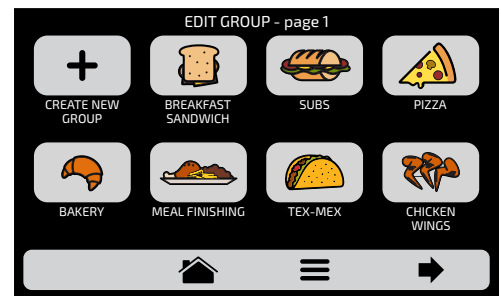 EDIT GROUP - page 1
CREATE NEW
GROUP
BREAKFAST
SANDWICH
SUBS
PIZZA
BAKERY
MEAL FINISHING
TEX-MEX
CHICKEN
WINGS